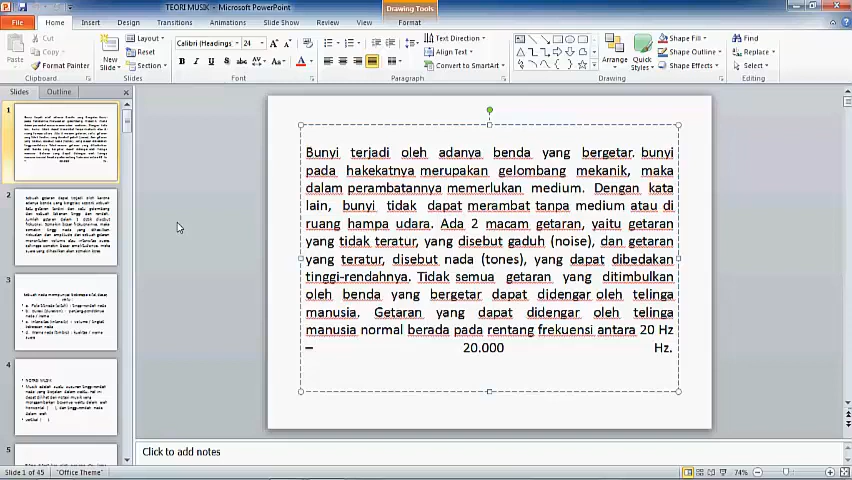 TEORI MUSIK - Microsoft PowerPoint
Drawing Tools
File Home Insert Design Transitions Animations Slide Show Review View Format
Cut
Copy
Format Painter
Paste
Clipboard
New Slide
Layout
Reset
Section
Slides
Calibri (Headings) 24
Font
Text Direction
Align Text
Convert to SmartArt
Paragraph
Arrange
Quick Styles
Shape Fill
Shape Outline
Shape Effects
Drawing
Find
Replace
Select
Editing
Slides Outline
1
2
3
4
NOTASI MUSIK
5
Bunyi terjadi oleh adanya benda yang bergetar. bunyi
pada hakekatnya merupakan gelombang mekanik, maka
dalam perambatannya memerlukan medium. Dengan kata
lain, bunyi tidak dapat merambat tanpa medium atau di
ruang hampa udara. Ada 2 macam getaran, yaitu getaran
yang tidak teratur, yang disebut gaduh (noise), dan getaran
yang teratur, disebut nada (tones), yang dapat dibedakan
tinggi-rendahnya. Tidak semua getaran yang ditimbulkan
oleh benda yang bergetar dapat didengar oleh telinga
manusia. Getaran yang dapat didengar oleh telinga
manusia normal berada pada rentang frekuensi antara 20 Hz
– 20.000 Hz.
Click to add notes
Slide 1 of 45 "Office Theme" 74%